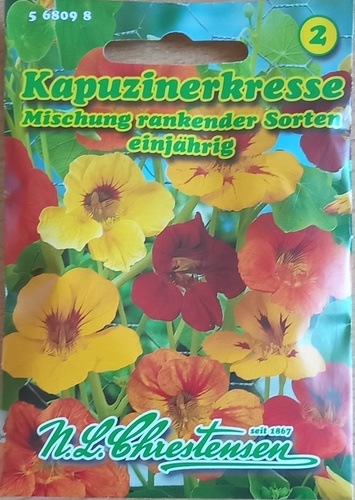 5 6809 8
2
Kapuzinerkresse
Mischung rankender Sorten
einjährig
N.L. Chrestensen
seit 1867